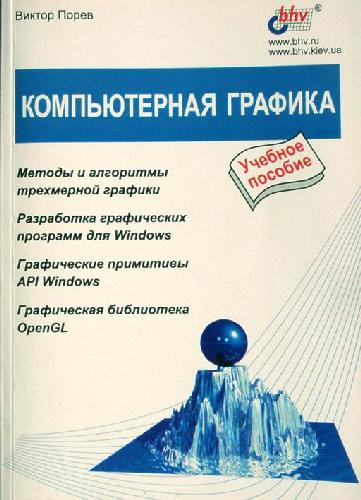 Виктор Порев
bhv®
www.bhv.ru
www.bhv.kiev.ua
КОМПЬЮТЕРНАЯ ГРАФИКА
Учебное
пособие
Методы и алгоритмы
трехмерной графики
Разработка графических
программ для Windows
Графические примитивы
API Windows
Графическая библиотека
OpenGL